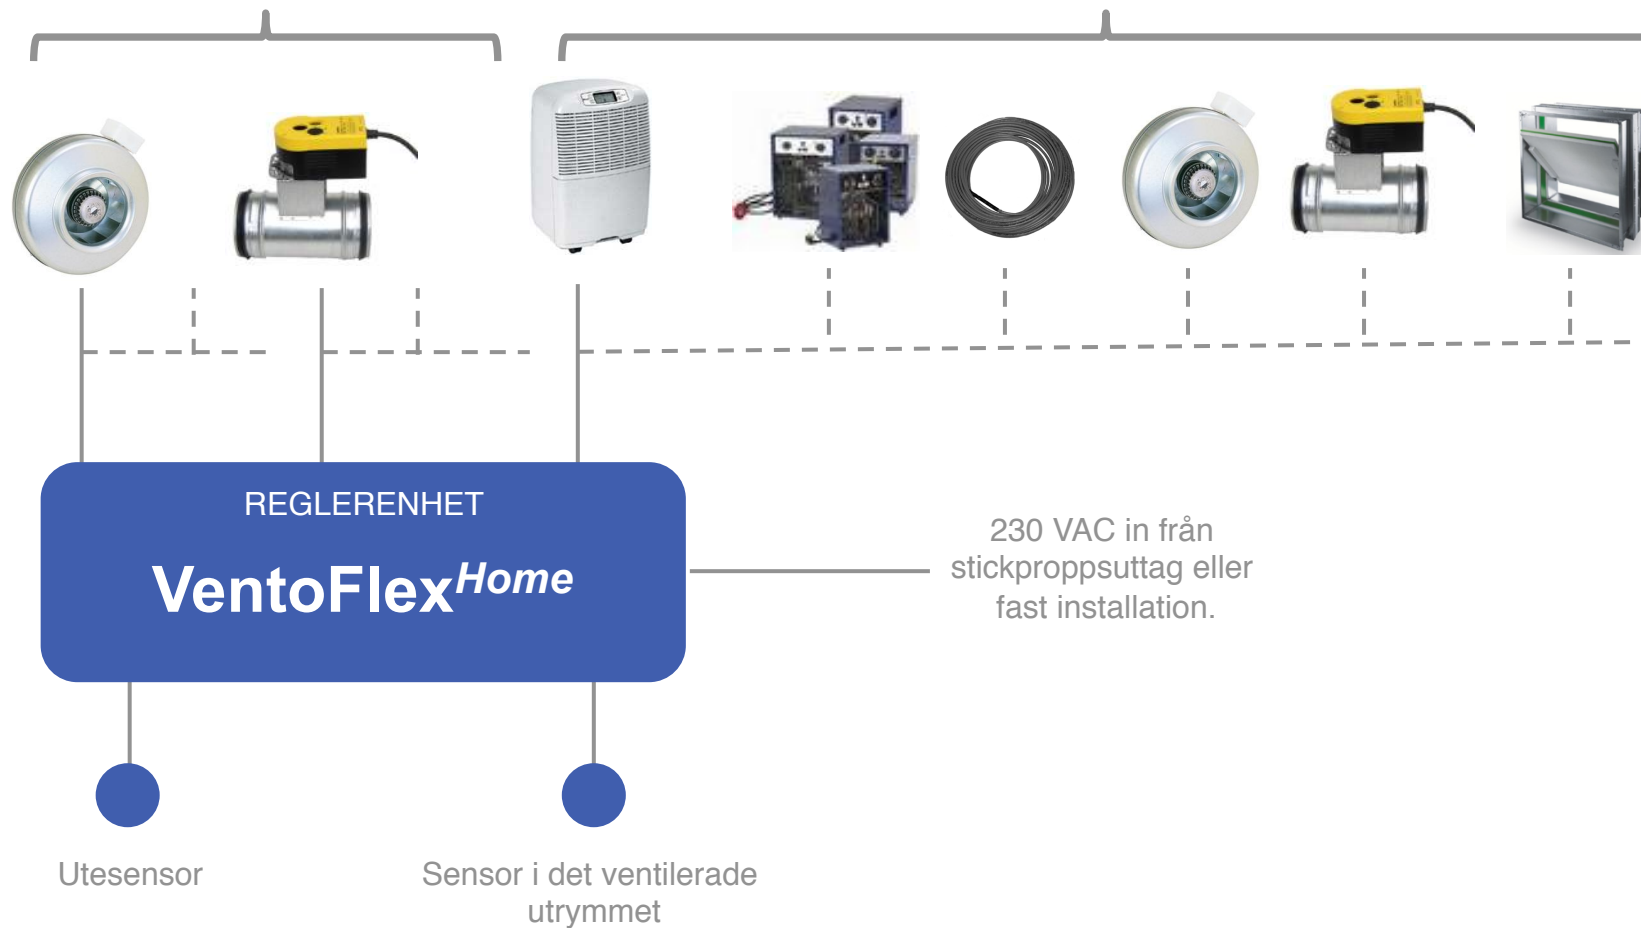 REGLERENHET
VentoFlexHome
230 VAC in från
stickproppsuttag eller
fast installation.
Utesensor
Sensor i det ventilerade
utrymmet